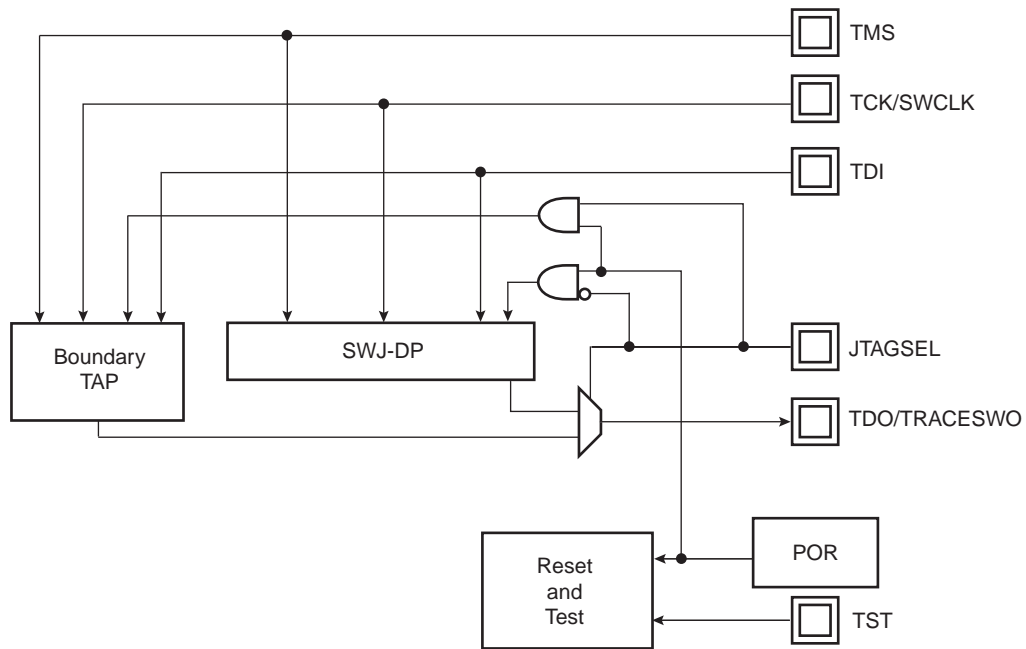 TMS
TCK/SWCLK
TDI
Boundary
TAP
SWJ-DP
JTAGSEL
TDO/TRACESWO
Reset
and
Test
POR
TST